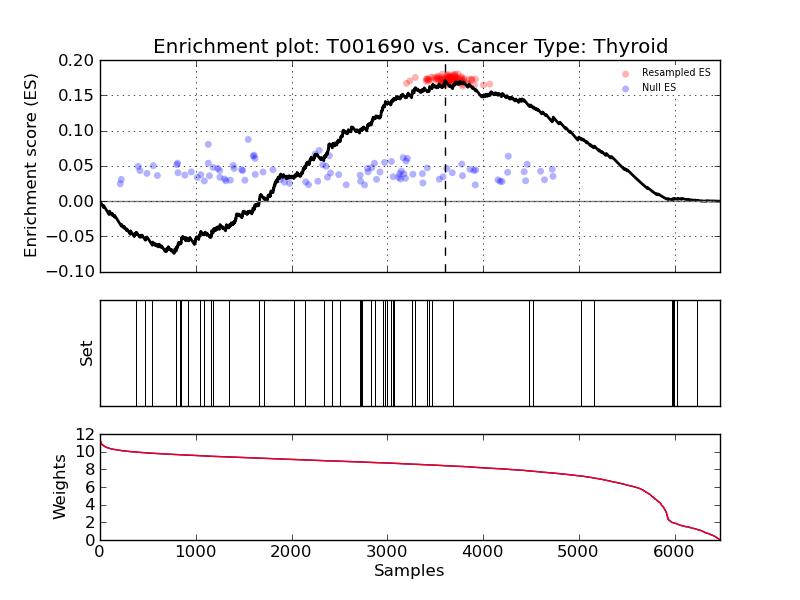 Enrichment plot: T001690 vs. Cancer Type: Thyroid
Enrichment score (ES)
0.20
0.15
0.10
0.05
0.00
−0.05
−0.10
Resampled ES
Null ES
Set
Weights
12
10
8
6
4
2
0
0 1000 2000 3000 4000 5000 6000
Samples